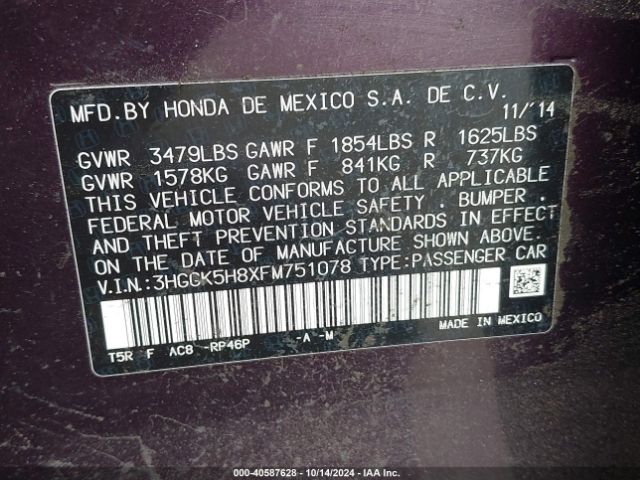 MFD.BY HONDA DE MEXICO S.A. DE C.V.
11/'14
GVWR 3479LBS GAWR F 1854LBS R 1625LBS
GVWR 1578KG GAWR F 841KG R 737KG
THIS VEHICLE CONFORMS TO ALL APPLICABLE
FEDERAL MOTOR VEHICLE SAFETY . BUMPER .
AND THEFT PREVENTION STANDARDS IN EFFECT
ON THE DATE OF MANUFACTURE SHOWN ABOVE.
V.I.N:3HGGK5H8XFM751078 TYPE:PASSENGER CAR
MADE IN MEXICO
T5R F AC8 -RP46P -A -M-
000-40587628 - 10/14/2024 - IAA Inc.